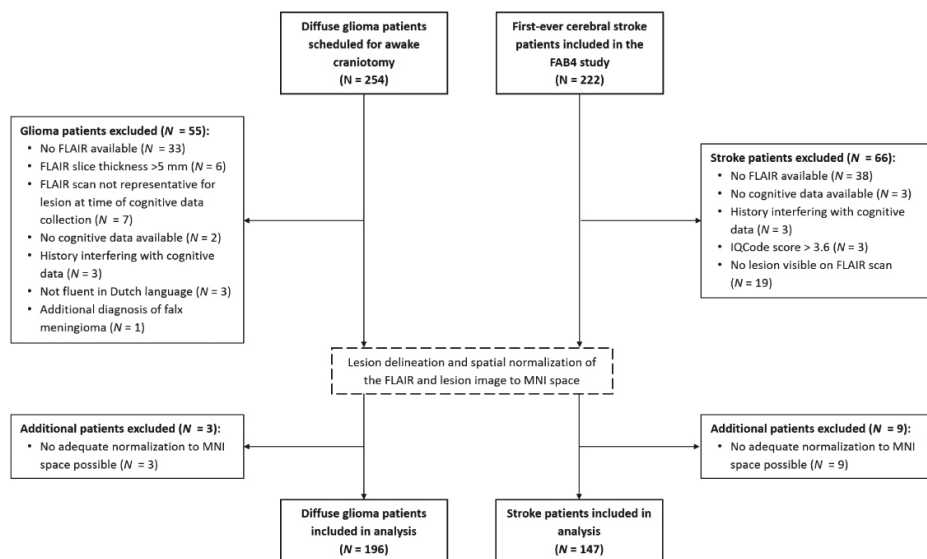 Diffuse glioma patients
scheduled for awake
craniotomy
(N = 254)
First-ever cerebral stroke
patients included in the
FAB4 study
(N = 222)
Glioma patients excluded (N = 55):
• No FLAIR available (N = 33)
• FLAIR slice thickness >5 mm (N = 6)
• FLAIR scan not representative for
lesion at time of cognitive data
collection (N = 7)
• No cognitive data available (N = 2)
• History interfering with cognitive
data (N = 3)
• Not fluent in Dutch language (N = 3)
• Additional diagnosis of falx
meningioma (N = 1)
Stroke patients excluded (N = 66):
• No FLAIR available (N = 38)
• No cognitive data available (N = 3)
• History interfering with cognitive
data (N = 3)
• IQCode score > 3.6 (N = 3)
• No lesion visible on FLAIR scan
(N = 19)
Lesion delineation and spatial normalization of
the FLAIR and lesion image to MNI space
Additional patients excluded (N = 3):
• No adequate normalization to MNI
space possible (N = 3)
Additional patients excluded (N = 9):
• No adequate normalization to MNI
space possible (N = 9)
Diffuse glioma patients
included in analysis
(N = 196)
Stroke patients included in
analysis
(N = 147)